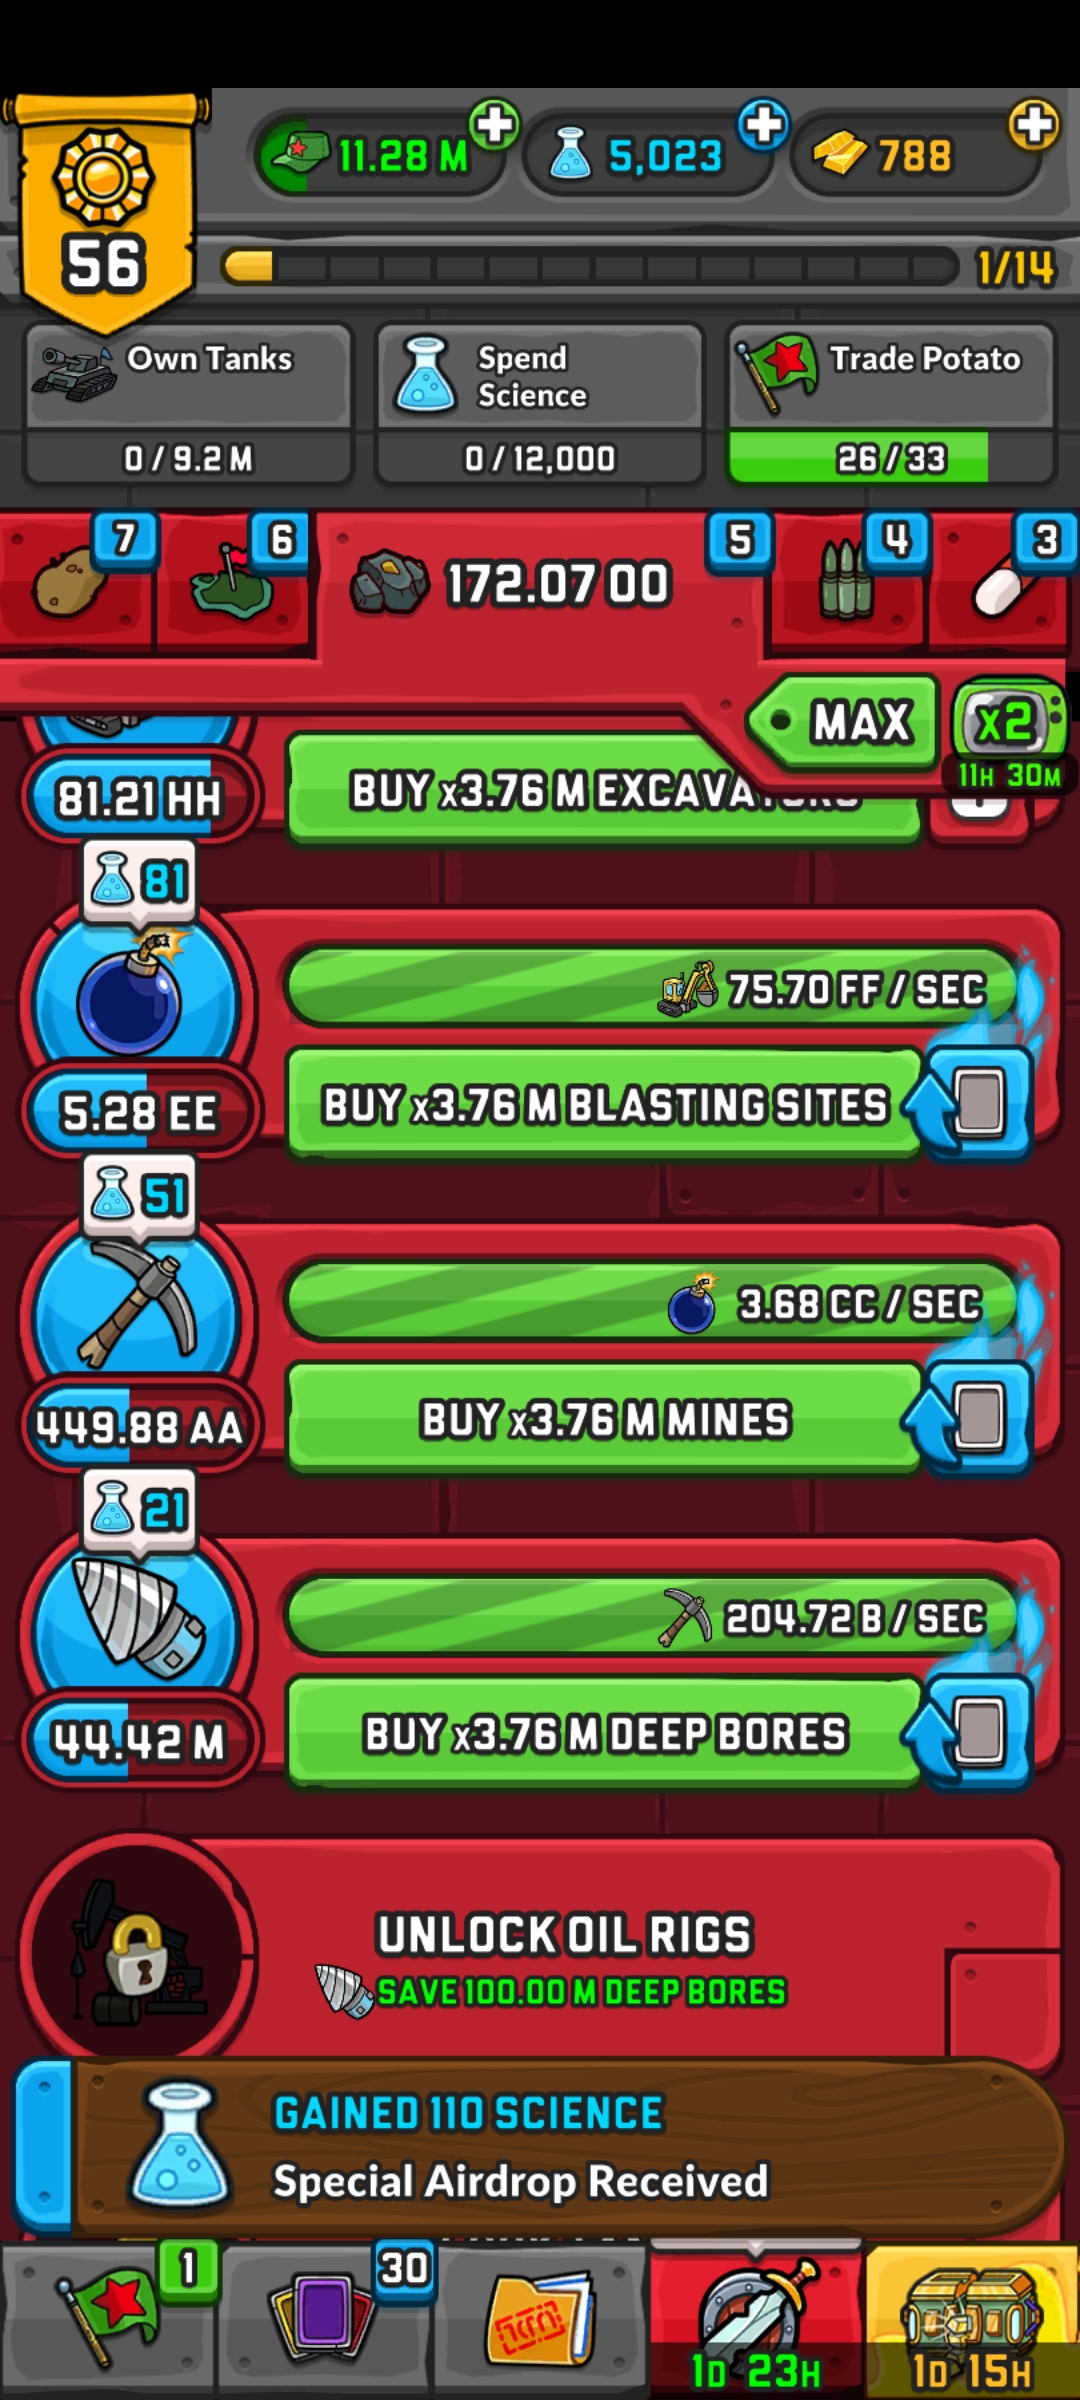 11.28 M
5,023
788
56
1/14
Own Tanks
0 / 9.2 M
Spend
Science
0 / 12,000
Trade Potato
26 / 33
7
6
172.07 OO
5
4
3
MAX
x2
11H 30M
81.21 HH
BUY x3.76 M EXCAVATORS
81
75.70 FF / SEC
5.28 EE
BUY x3.76 M BLASTING SITES
51
3.68 CC / SEC
449.88 AA
BUY x3.76 M MINES
21
204.72 B / SEC
44.42 M
BUY x3.76 M DEEP BORES
UNLOCK OIL RIGS
SAVE 100.00 M DEEP BORES
GAINED 110 SCIENCE
Special Airdrop Received
1
30
1D 23H
1D 15H